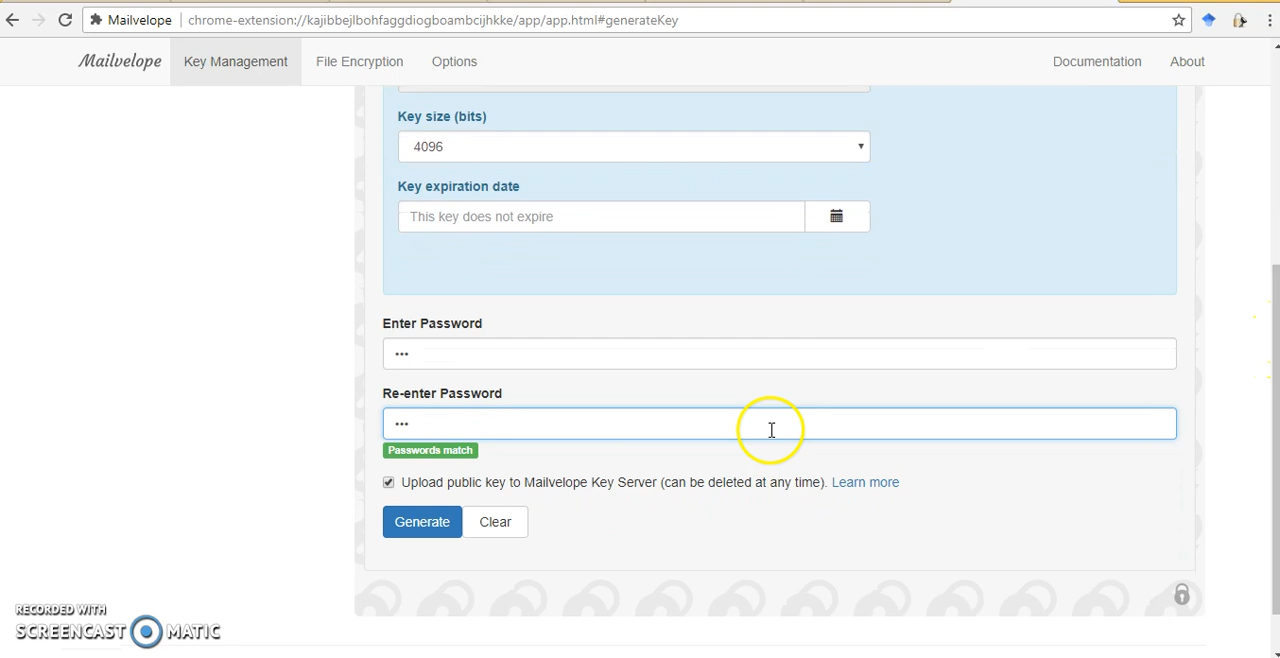 Mailvelope chrome-extension://kajibbejlbohfaggdiogboambcijhkke/app/app.html#generateKey
Mailvelope Key Management File Encryption Options Documentation About
Key size (bits)
4096
Key expiration date
This key does not expire
Enter Password
•••
Re-enter Password
•••
Passwords match
Upload public key to Mailvelope Key Server (can be deleted at any time). Learn more
Generate Clear
RECORDED WITH
SCREENCAST MATIC